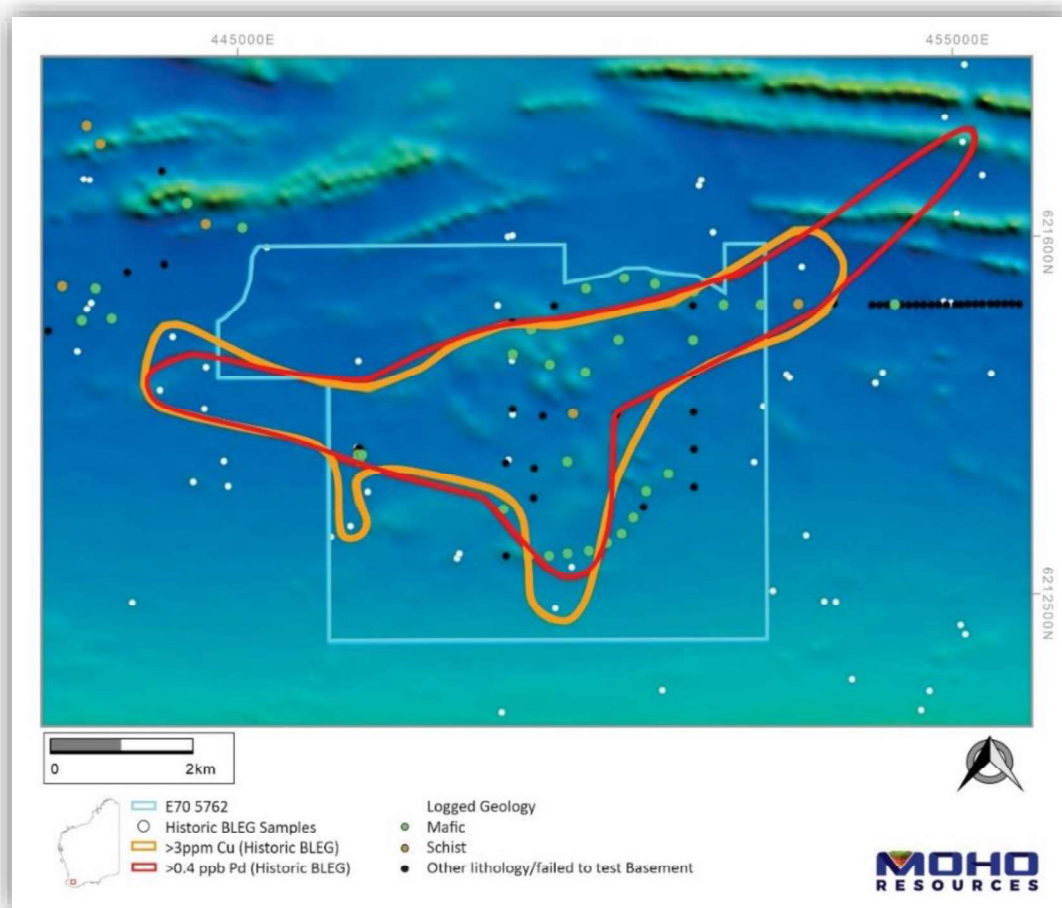 445000E 455000E
621600N
6212500N
0 2km
E70 5762
Historic BLEG Samples
>3ppm Cu (Historic BLEG)
>0.4 ppb Pd (Historic BLEG)
Logged Geology
Mafic
Schist
Other lithology/failed to test Basement
MOHO
RESOURCES